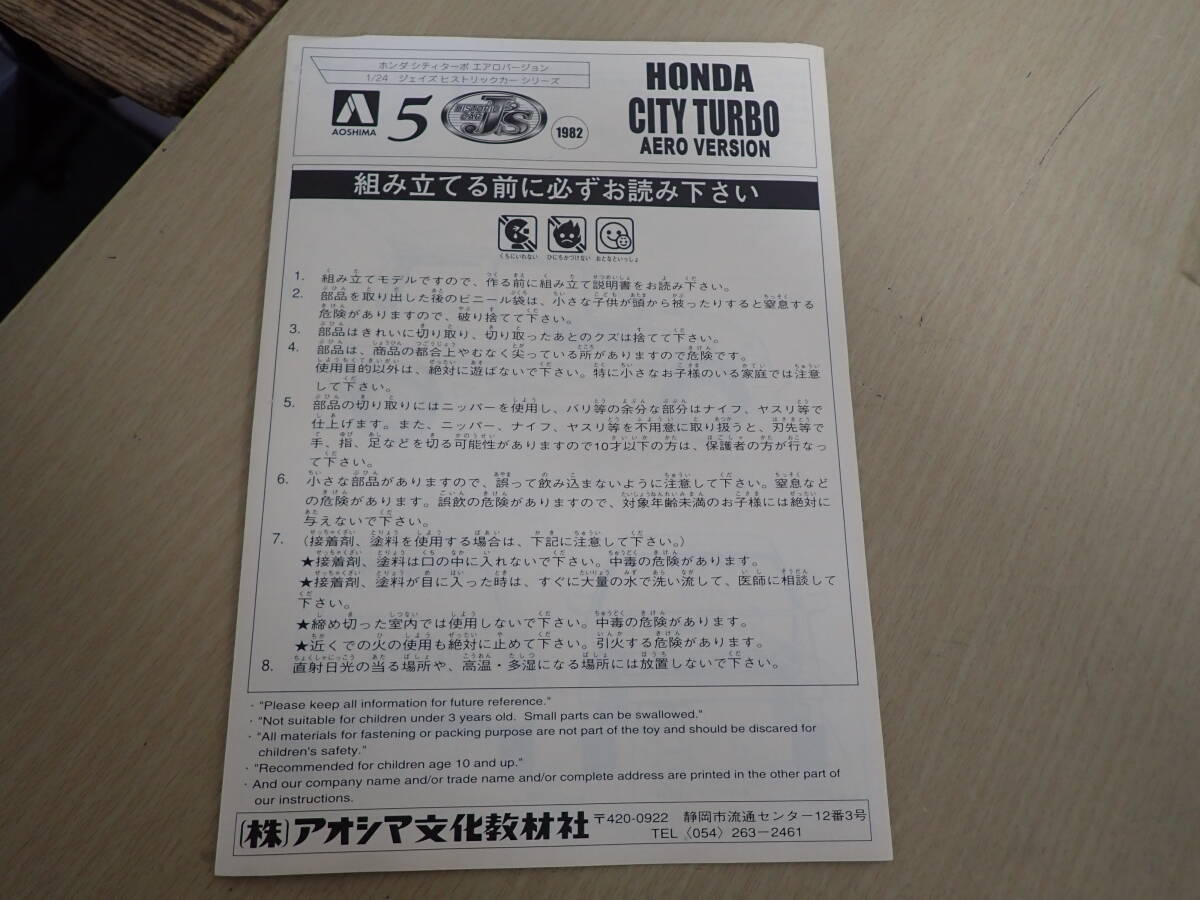 ホンダ シティターボ エアロバージョン
1/24 ジェイズ ヒストリックカー シリーズ
AOSHIMA
5
HISTORIC CAR
J's
1982
HONDA
CITY TURBO
AERO VERSION
組み立てる前に必ずお読み下さい
くちにいれない ひにちかづけない おとなといっしょ
1. 組み立てモデルですので、作る前に組み立て説明書をお読み下さい。
2. 部品を取り出した後のビニール袋は、小さな子供が頭から被ったりすると窒息する
危険がありますので、破り捨てて下さい。
3. 部品はきれいに切り取り、切り取ったあとのクズは捨てて下さい。
4. 部品は、商品の都合上やむなく尖っている所がありますので危険です。
使用目的以外は、絶対に遊ばないで下さい。特に小さなお子様のいる家庭では注意
して下さい。
5. 部品の切り取りにはニッパーを使用し、バリ等の余分な部分はナイフ、ヤスリ等で
仕上げます。また、ニッパー、ナイフ、ヤスリ等を不用意に取り扱うと、刃先等で
手、指、足などを切る可能性がありますので10才以下の方は、保護者の方が行なっ
て下さい。
6. 小さな部品がありますので、誤って飲み込まないように注意して下さい。窒息など
の危険があります。誤飲の危険がありますので、対象年齢未満のお子様には絶対に
与えないで下さい。
7. (接着剤、塗料を使用する場合は、下記に注意して下さい。)
★接着剤、塗料は口の中に入れないで下さい。中毒の危険があります。
★接着剤、塗料が目に入った時は、すぐに大量の水で洗い流して、医師に相談して
下さい。
★締め切った室内では使用しないで下さい。中毒の危険があります。
★近くでの火の使用も絶対に止めて下さい。引火する危険があります。
8. 直射日光の当る場所や、高温・多湿になる場所には放置しないで下さい。
· "Please keep all information for future reference."
· "Not suitable for children under 3 years old. Small parts can be swallowed."
· "All materials for fastening or packing purpose are not part of the toy and should be discared for
children's safety."
· "Recommended for children age 10 and up."
· And our company name and/or trade name and/or complete address are printed in the other part of
our instructions.
(株)アオシマ文化教材社 〒420-0922 静岡市流通センター12番3号
TEL〈054〉263−2461